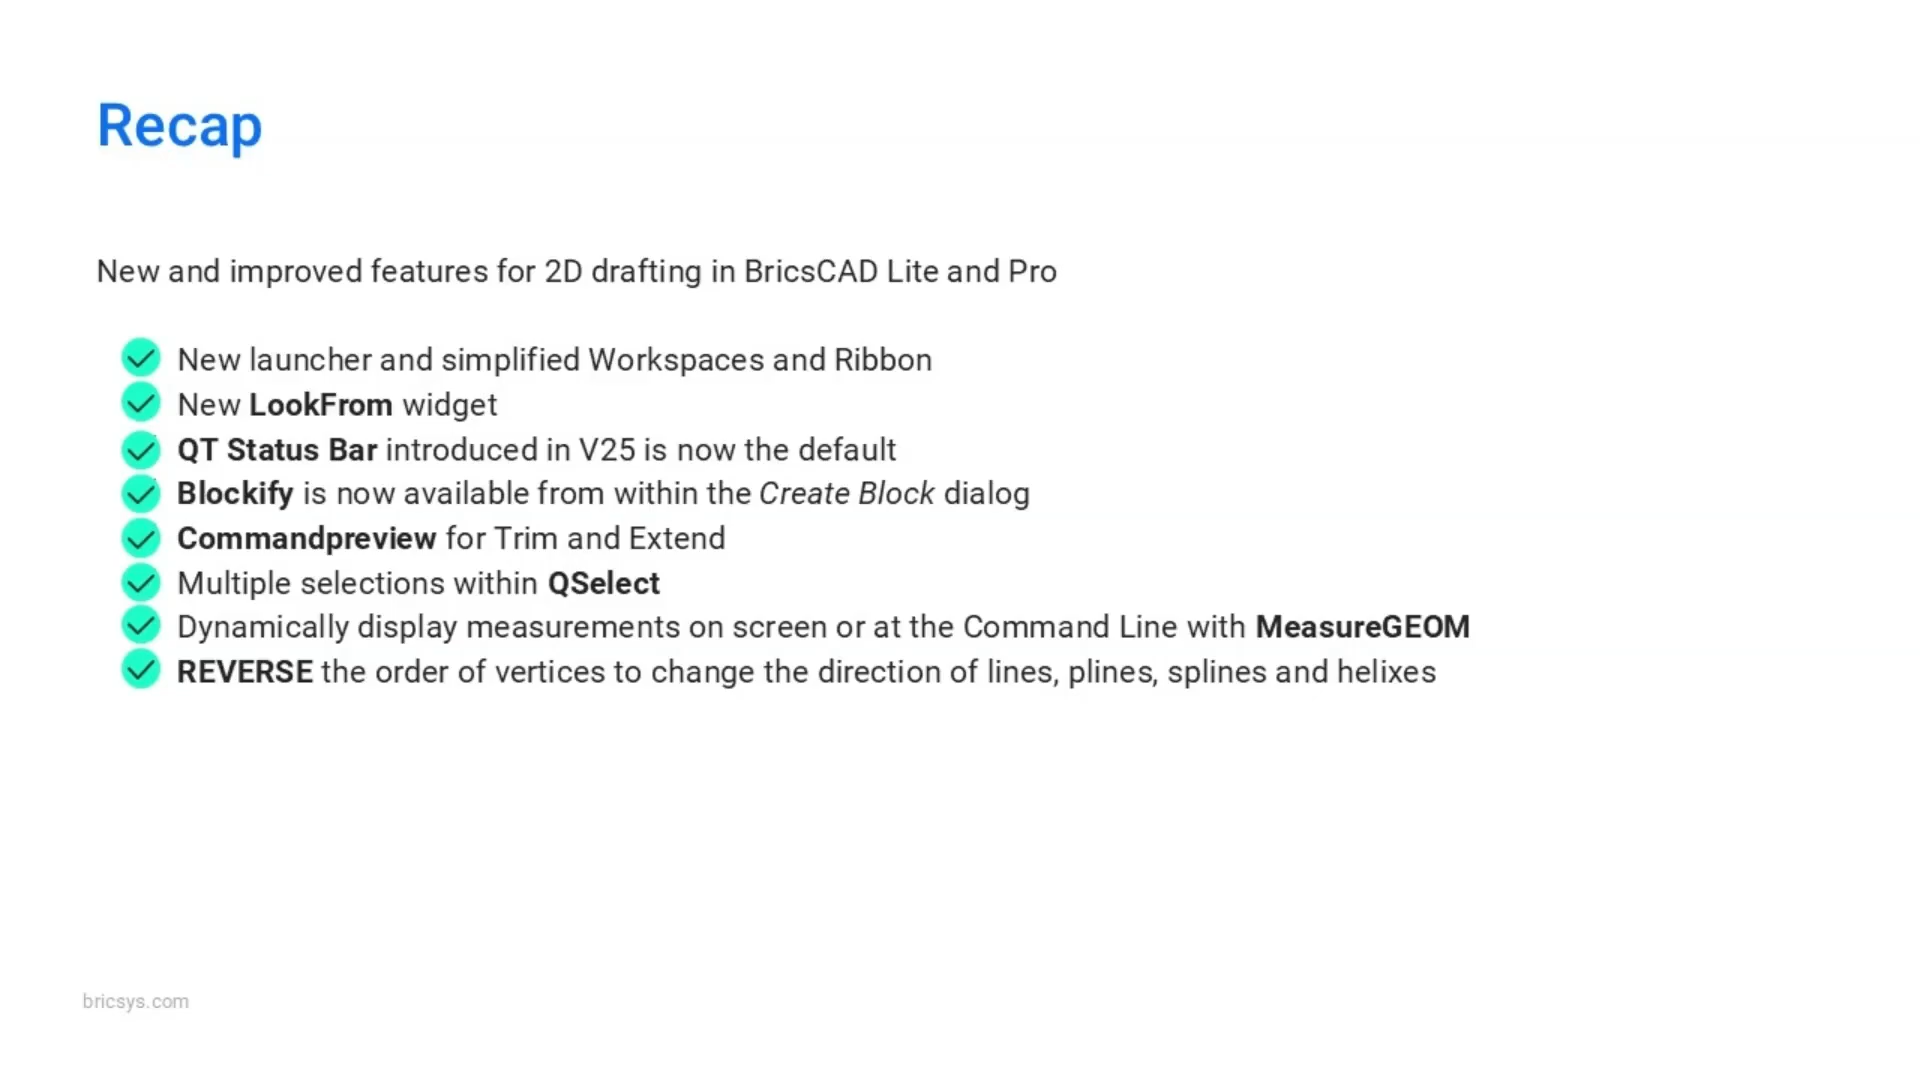 Recap
New and improved features for 2D drafting in BricsCAD Lite and Pro
New launcher and simplified Workspaces and Ribbon
New LookFrom widget
QT Status Bar introduced in V25 is now the default
Blockify is now available from within the Create Block dialog
Commandpreview for Trim and Extend
Multiple selections within QSelect
Dynamically display measurements on screen or at the Command Line with MeasureGEOM
REVERSE the order of vertices to change the direction of lines, plines, splines and helixes
bricsys.com